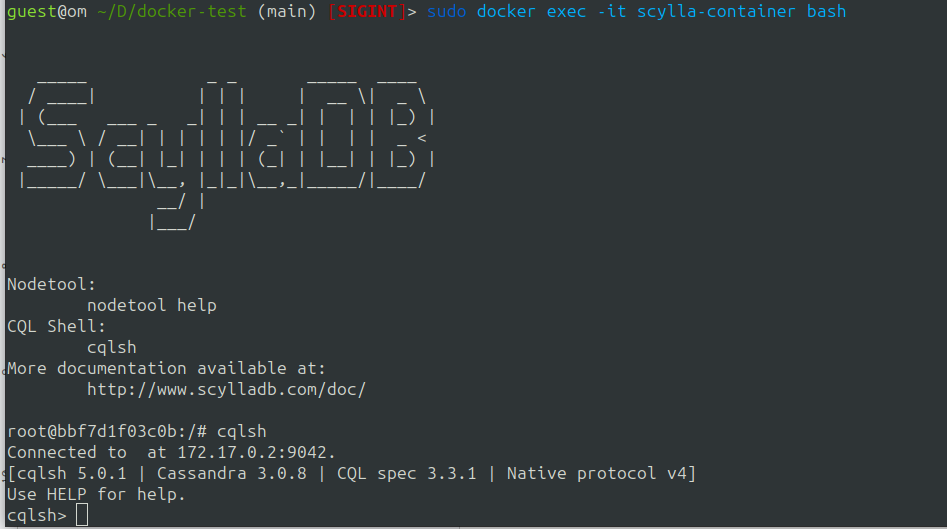 guest@om ~/D/docker-test (main) [SIGINT]> sudo docker exec -it scylla-container bash
ScyllaDB
Nodetool:
nodetool help
CQL Shell:
cqlsh
More documentation available at:
http://www.scylladb.com/doc/
root@bbf7d1f03c0b:/# cqlsh
Connected to  at 172.17.0.2:9042.
[cqlsh 5.0.1 | Cassandra 3.0.8 | CQL spec 3.3.1 | Native protocol v4]
Use HELP for help.
cqlsh>